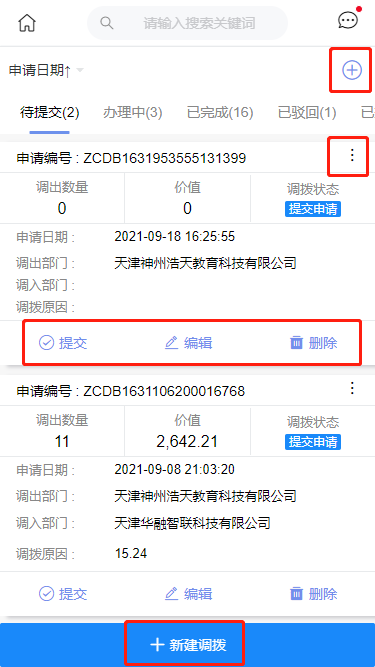 请输入搜索关键词
申请日期↑
待提交(2) 办理中(3) 已完成(16) 已驳回(1) 已
申请编号 : ZCDB1631953555131399
调出数量 价值 调拨状态
0 0 提交申请
申请日期 : 2021-09-18 16:25:55
调出部门 : 天津神州浩天教育科技有限公司
调入部门 :
调拨原因 :
提交 编辑 删除
申请编号 : ZCDB1631106200016768
调出数量 价值 调拨状态
11 2,642.21 提交申请
申请日期 : 2021-09-08 21:03:20
调出部门 : 天津神州浩天教育科技有限公司
调入部门 : 天津华融智联科技有限公司
调拨原因 : 15.24
提交 编辑 删除
新建调拨